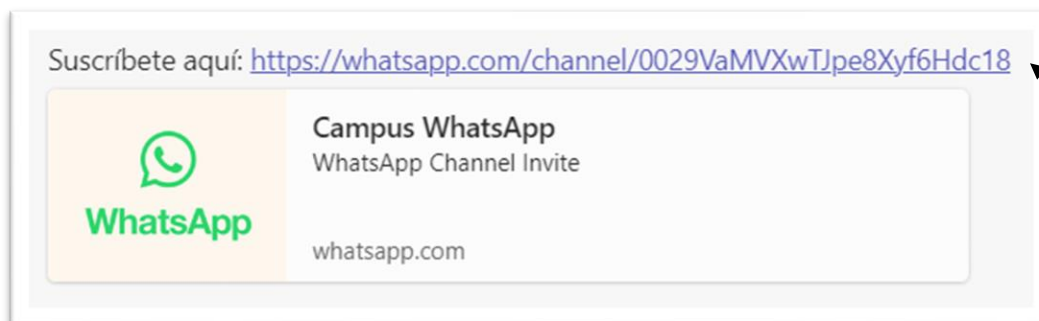 Suscríbete aquí: https://whatsapp.com/channel/0029VaMVXwTJpe8Xyf6Hdc18
Campus WhatsApp
WhatsApp Channel Invite
WhatsApp
whatsapp.com